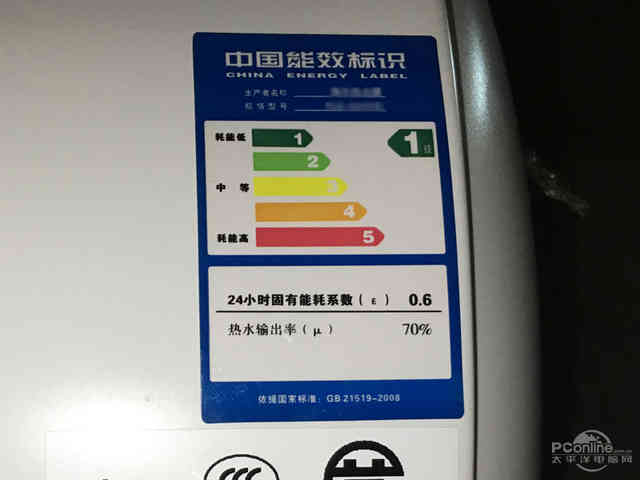 中国能效标识
CHINA ENERGY LABEL
生产者名称
规格型号
耗能低 1 1级
2
中等 3
4
耗能高 5
24小时固有能耗系数(ε) 0.6
热水输出率(μ) 70%
依据国家标准: GB 21519-2008
PConline.com.cn
太平洋电脑网